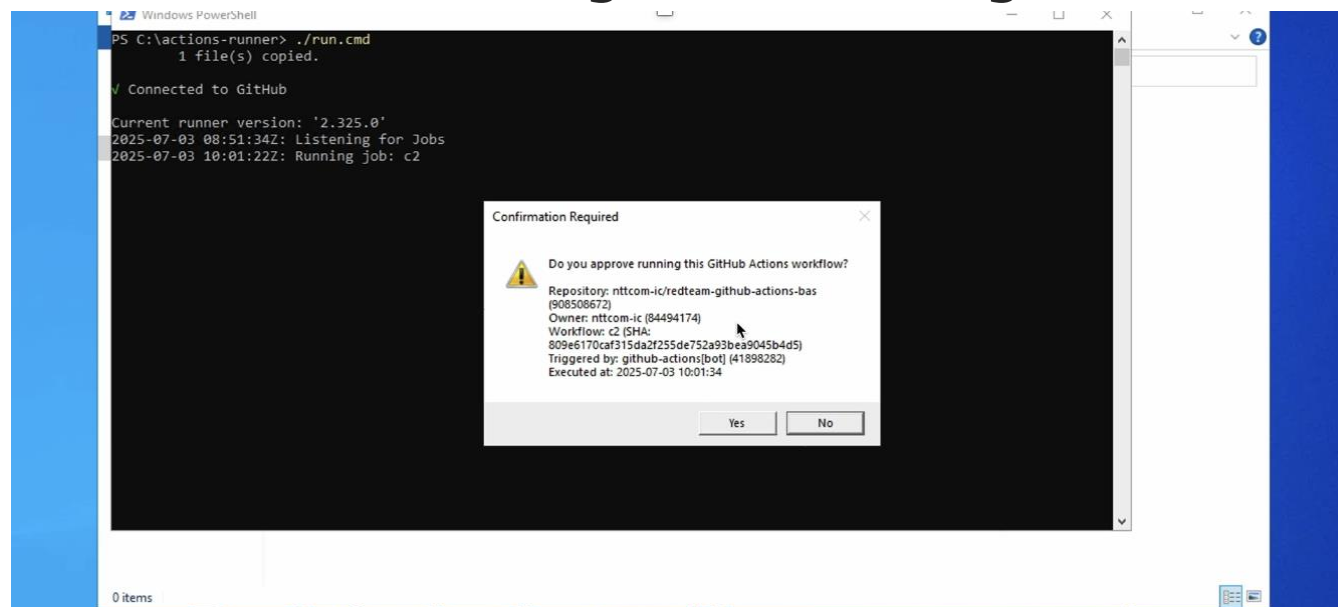 Windows PowerShell
PS C:\actions-runner> ./run.cmd
1 file(s) copied.
√ Connected to GitHub
Current runner version: '2.325.0'
2025-07-03 08:51:34Z: Listening for Jobs
2025-07-03 10:01:22Z: Running job: c2
Confirmation Required
Do you approve running this GitHub Actions workflow?
Repository: nttcom-ic/redteam-github-actions-bas
(908508672)
Owner: nttcom-ic (84494174)
Workflow: c2 (SHA:
809e6170caf315da2f255de752a93bea9045b4d5)
Triggered by: github-actions[bot] (41898282)
Executed at: 2025-07-03 10:01:34
Yes
No
0 items